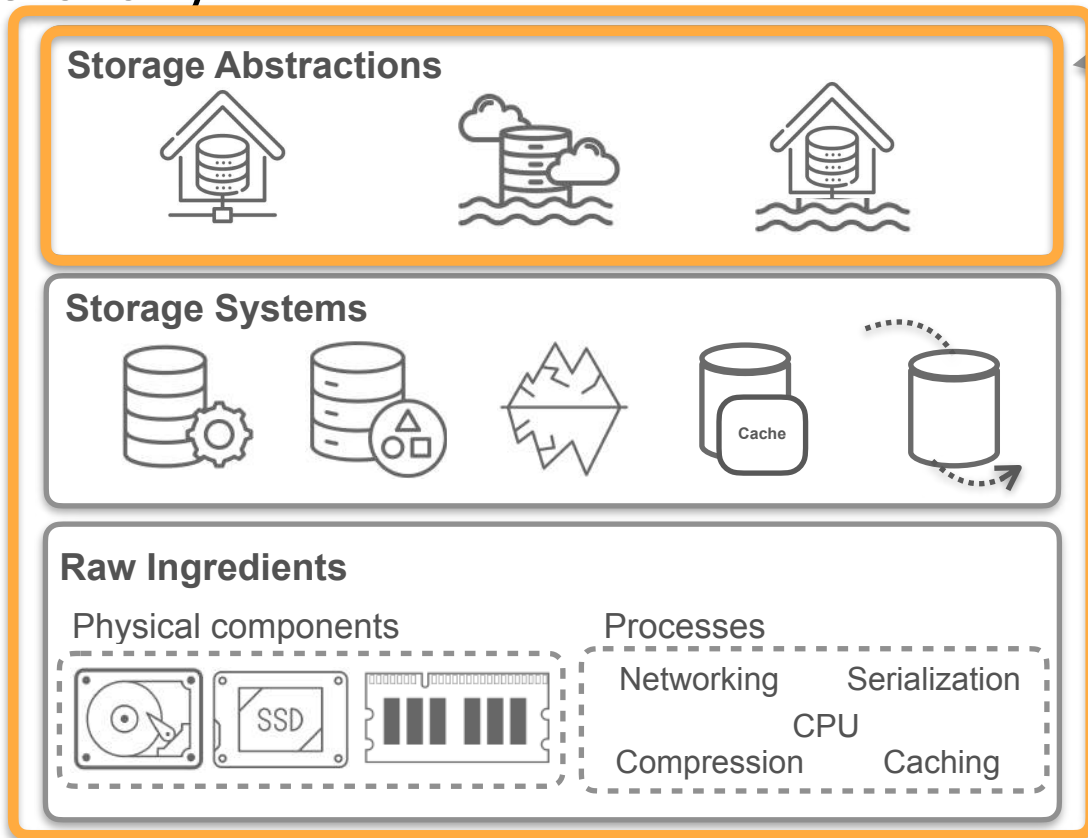 Storage Abstractions
Storage Systems
Cache
Raw Ingredients
Physical components
Processes
SSD
Networking Serialization
CPU
Compression Caching